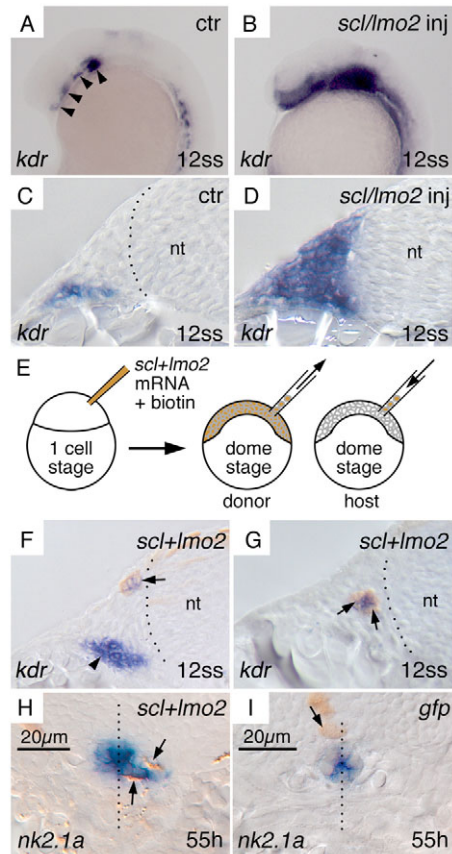 A
ctr
kdr
12ss
B
scl/lmo2 inj
kdr
12ss
C
ctr
nt
kdr
12ss
D
scl/lmo2 inj
nt
kdr
12ss
E
scl+lmo2
mRNA
+ biotin
1 cell
stage
dome
stage
donor
dome
stage
host
F
scl+lmo2
nt
kdr
12ss
G
scl+lmo2
nt
kdr
12ss
H
scl+lmo2
20µm
nk2.1a
55h
I
gfp
20µm
nk2.1a
55h